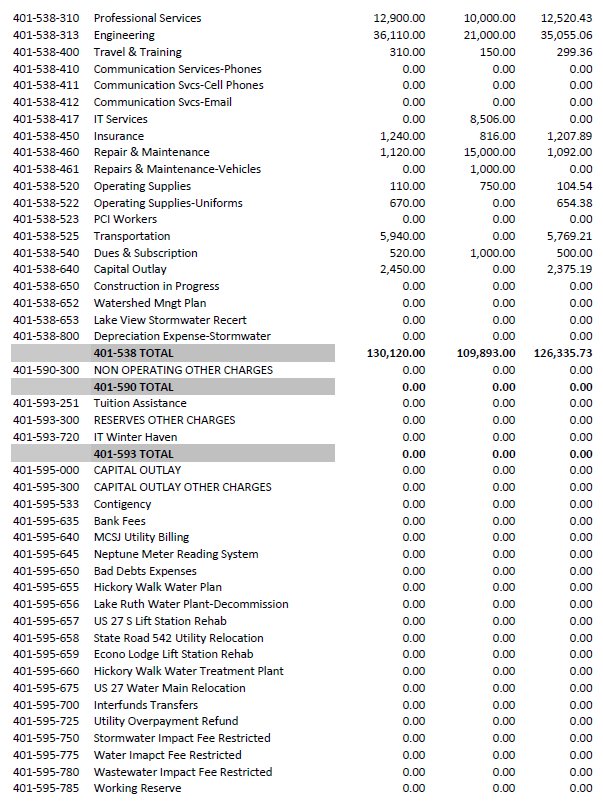 401-538-310 Professional Services 12,900.00 10,000.00 12,520.43
401-538-313 Engineering 36,110.00 21,000.00 35,055.06
401-538-400 Travel & Training 310.00 150.00 299.36
401-538-410 Communication Services-Phones 0.00 0.00 0.00
401-538-411 Communication Svcs-Cell Phones 0.00 0.00 0.00
401-538-412 Communication Svcs-Email 0.00 0.00 0.00
401-538-417 IT Services 0.00 8,506.00 0.00
401-538-450 Insurance 1,240.00 816.00 1,207.89
401-538-460 Repair & Maintenance 1,120.00 15,000.00 1,092.00
401-538-461 Repairs & Maintenance-Vehicles 0.00 1,000.00 0.00
401-538-520 Operating Supplies 110.00 750.00 104.54
401-538-522 Operating Supplies-Uniforms 670.00 0.00 654.38
401-538-523 PCI Workers 0.00 0.00 0.00
401-538-525 Transportation 5,940.00 0.00 5,769.21
401-538-540 Dues & Subscription 520.00 1,000.00 500.00
401-538-640 Capital Outlay 2,450.00 0.00 2,375.19
401-538-650 Construction in Progress 0.00 0.00 0.00
401-538-652 Watershed Mngt Plan 0.00 0.00 0.00
401-538-653 Lake View Stormwater Recert 0.00 0.00 0.00
401-538-800 Depreciation Expense-Stormwater 0.00 0.00 0.00
401-538 TOTAL 130,120.00 109,893.00 126,335.73
401-590-300 NON OPERATING OTHER CHARGES 0.00 0.00 0.00
401-590 TOTAL 0.00 0.00 0.00
401-593-251 Tuition Assistance 0.00 0.00 0.00
401-593-300 RESERVES OTHER CHARGES 0.00 0.00 0.00
401-593-720 IT Winter Haven 0.00 0.00 0.00
401-593 TOTAL 0.00 0.00 0.00
401-595-000 CAPITAL OUTLAY 0.00 0.00 0.00
401-595-300 CAPITAL OUTLAY OTHER CHARGES 0.00 0.00 0.00
401-595-533 Contigency 0.00 0.00 0.00
401-595-635 Bank Fees 0.00 0.00 0.00
401-595-640 MCSJ Utility Billing 0.00 0.00 0.00
401-595-645 Neptune Meter Reading System 0.00 0.00 0.00
401-595-650 Bad Debts Expenses 0.00 0.00 0.00
401-595-655 Hickory Walk Water Plan 0.00 0.00 0.00
401-595-656 Lake Ruth Water Plant-Decommission 0.00 0.00 0.00
401-595-657 US 27 S Lift Station Rehab 0.00 0.00 0.00
401-595-658 State Road 542 Utility Relocation 0.00 0.00 0.00
401-595-659 Econo Lodge Lift Station Rehab 0.00 0.00 0.00
401-595-660 Hickory Walk Water Treatment Plant 0.00 0.00 0.00
401-595-675 US 27 Water Main Relocation 0.00 0.00 0.00
401-595-700 Interfunds Transfers 0.00 0.00 0.00
401-595-725 Utility Overpayment Refund 0.00 0.00 0.00
401-595-750 Stormwater Impact Fee Restricted 0.00 0.00 0.00
401-595-775 Water Imapct Fee Restricted 0.00 0.00 0.00
401-595-780 Wastewater Impact Fee Restricted 0.00 0.00 0.00
401-595-785 Working Reserve 0.00 0.00 0.00